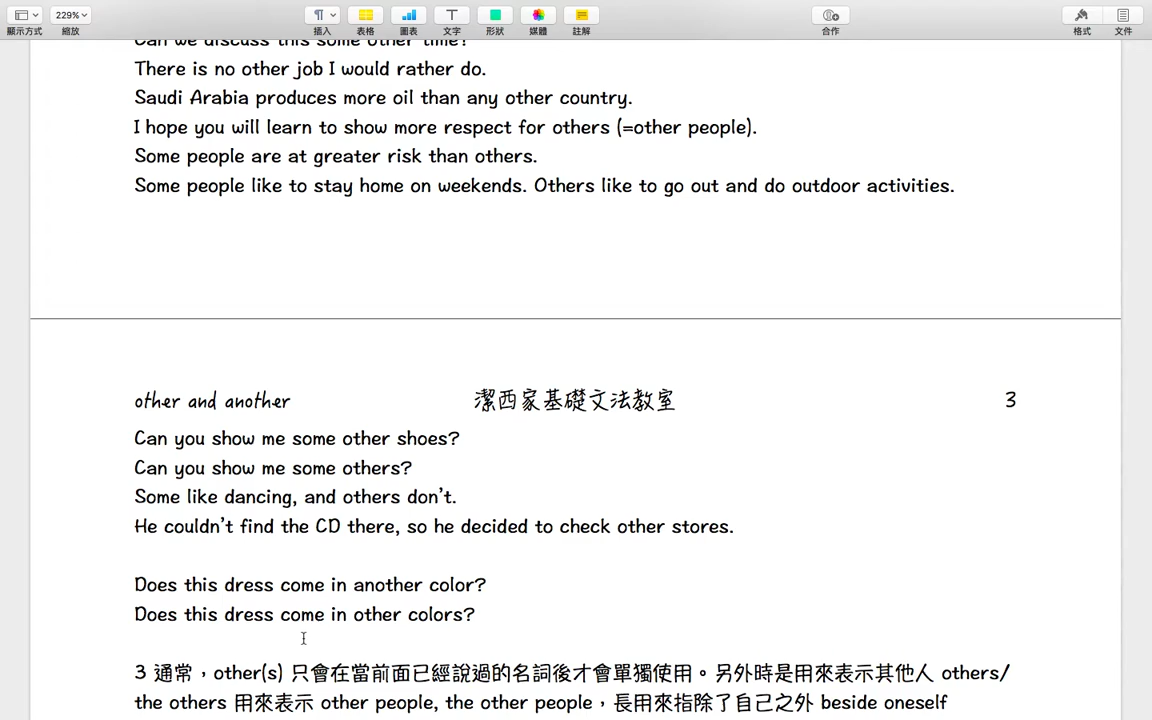 229%
顯示方式
縮放
插入
表格
圖表
文字
形狀
媒體
註解
合作
格式
文件
Can we discuss this some other time?
There is no other job I would rather do.
Saudi Arabia produces more oil than any other country.
I hope you will learn to show more respect for others (=other people).
Some people are at greater risk than others.
Some people like to stay home on weekends. Others like to go out and do outdoor activities.
other and another 潔西家基礎文法教室 3
Can you show me some other shoes?
Can you show me some others?
Some like dancing, and others don't.
He couldn't find the CD there, so he decided to check other stores.
Does this dress come in another color?
Does this dress come in other colors?
3 通常，other(s) 只會在當前面已經說過的名詞後才會單獨使用。另外時是用來表示其他人 others/
the others 用來表示 other people, the other people，長用來指除了自己之外 beside oneself